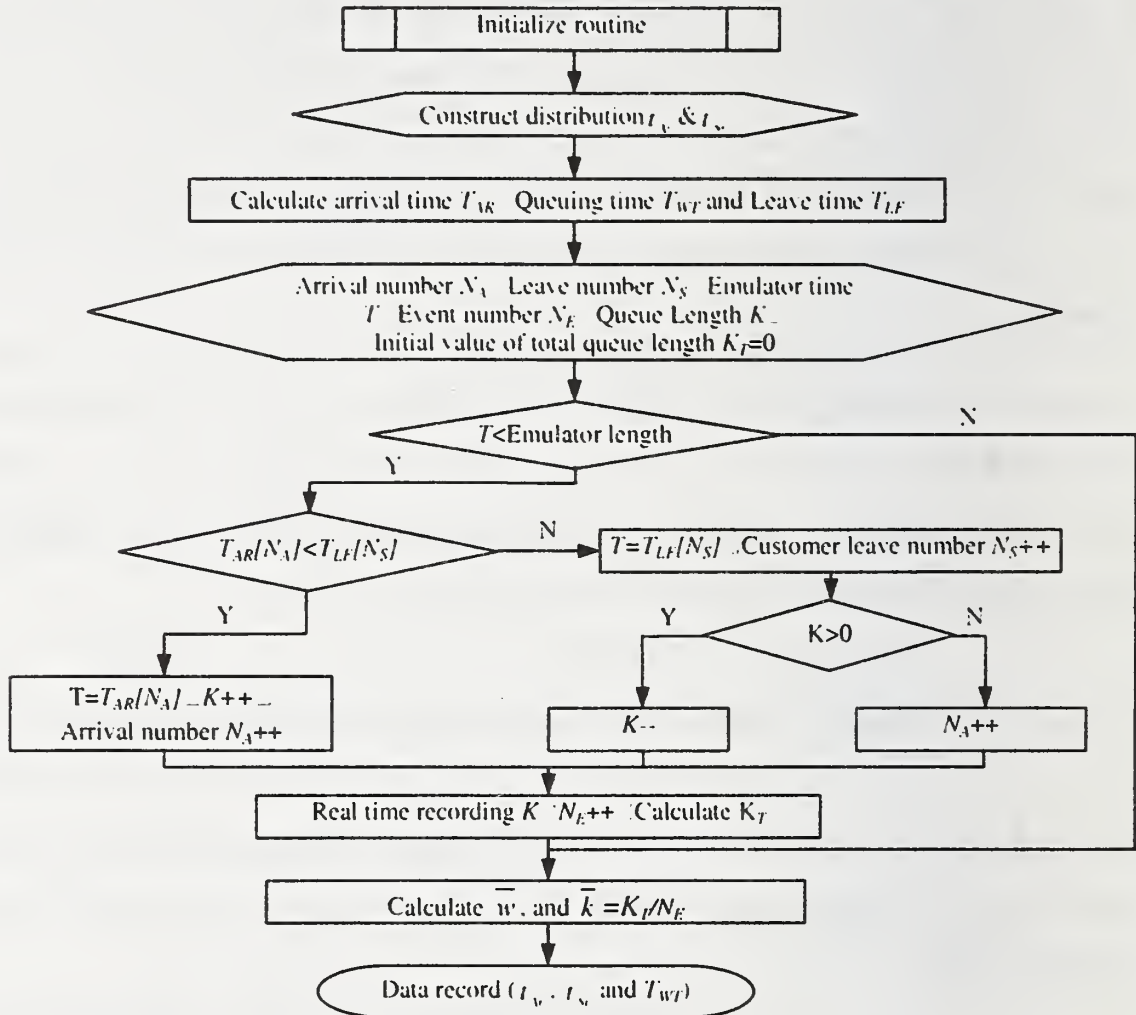 Initialize routine
Construct distribution t & t
Calculate arrival time T_AR Queuing time T_WT and Leave time T_LF
Arrival number N_A Leave number N_S Emulator time
T Event number N_E Queue Length K
Initial value of total queue length K_T=0
T<Emulator length
N
Y
T_AR[N_A]<T_LF[N_S]
N
T=T_LF[N_S] Customer leave number N_S++
Y
Y
K>0
N
T=T_AR[N_A] K++
Arrival number N_A++
K--
N_A++
Real time recording K N_E++ Calculate K_T
Calculate w̅, and k̅=K_T/N_E
Data record (t, t and T_WT)